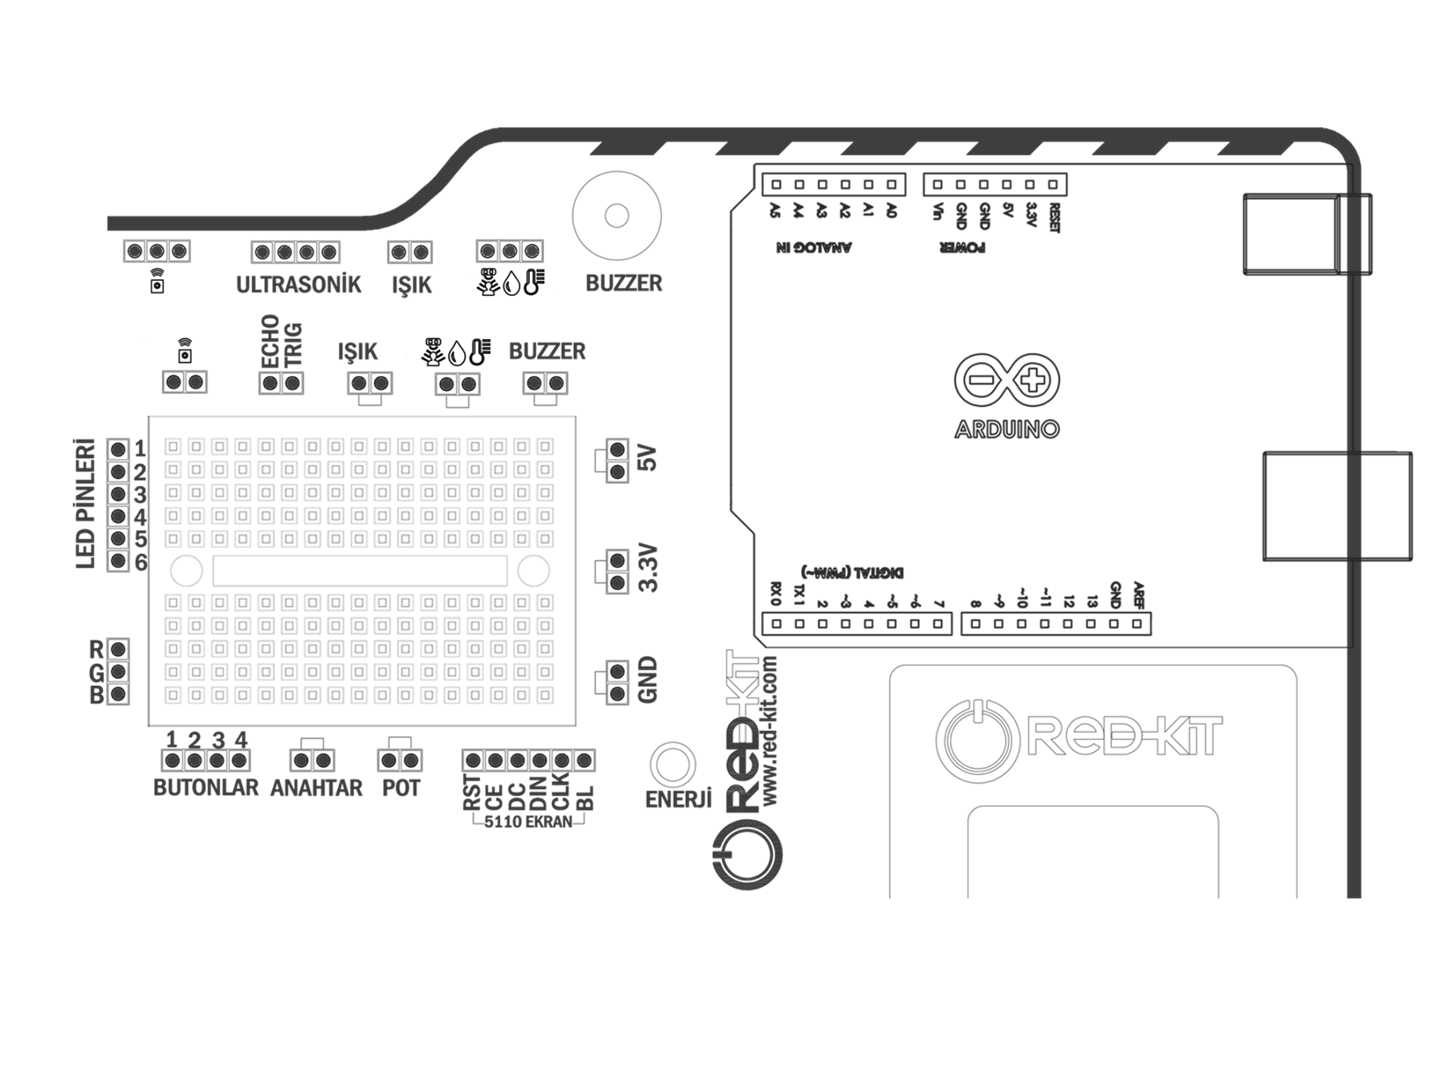 A5 A4 A3 A2 A1 A0
Vin GND GND 5V 3.3V RESET
ANALOG IN
POWER
ULTRASONİK
IŞIK
BUZZER
ECHO
TRIG
IŞIK
BUZZER
ARDUINO
LED PİNLERİ
1
2
3
4
5
6
5V
3.3V
GND
R
G
B
DIGITAL (PWM~)
RX 0 TX 1 2 ~3 4 ~5 ~6 7
8 ~9 ~10 ~11 12 13 GND AREF
1 2 3 4
BUTONLAR
ANAHTAR
POT
RST CE DC DIN CLK BL
5110 EKRAN
ENERJİ
ReD-KiT
www.red-kit.com
ReD-KiT